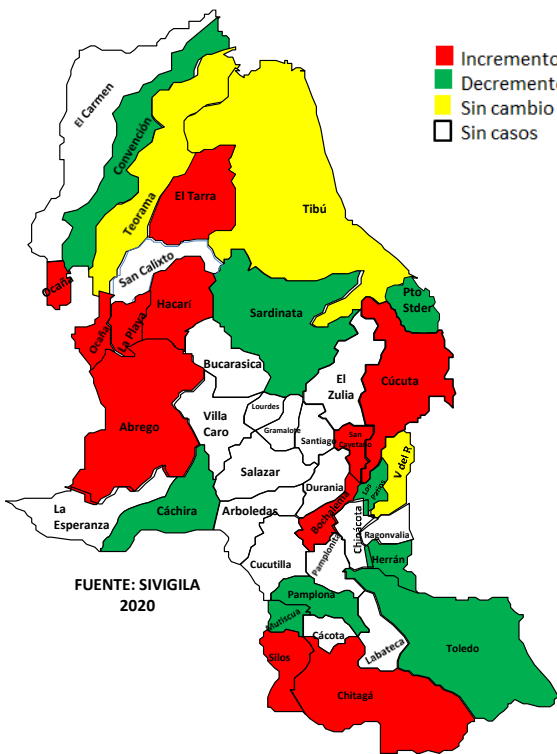 Incremento
Decremento
Sin cambio
Sin casos
El Carmen
Convención
Teorama
El Tarra
Tibú
San Calixto
Ocaña
Hacarí
Ocaña
La Playa
Sardinata
Pto
Stder
Bucarasica
El
Zulia
Cúcuta
Abrego
Villa
Caro
Lourdes
Gramalote
Santiago
San
Cayetano
V del R
Salazar
Durania
Los
Patios
La
Esperanza
Cáchira
Arboledas
Bochalema
Chinácota
Ragonvalia
Cucutilla
Pamplonita
Herrán
FUENTE: SIVIGILA
2020
Pamplona
Mutiscua
Cácota
Labateca
Toledo
Silos
Chitagá